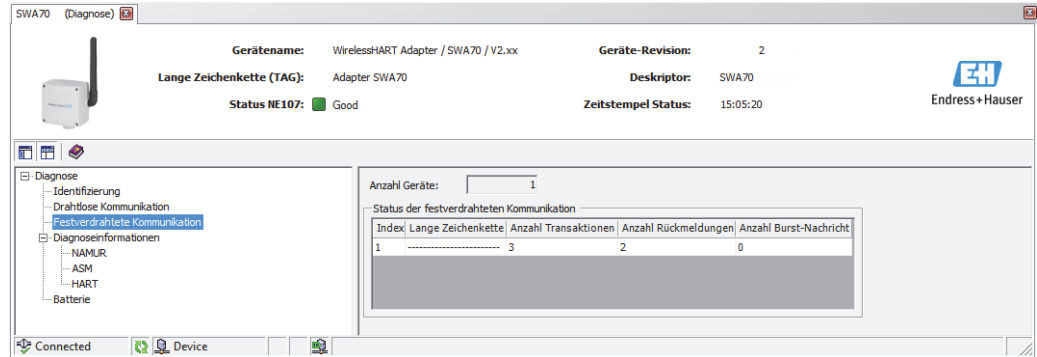 SWA70 (Diagnose)
Gerätename: WirelessHART Adapter / SWA70 / V2.xx Geräte-Revision: 2
Lange Zeichenkette (TAG): Adapter SWA70 Deskriptor: SWA70
Status NE107: Good Zeitstempel Status: 15:05:20
EH
Endress+Hauser
Diagnose
Identifizierung
Drahtlose Kommunikation
Festverdrahtete Kommunikation
Diagnoseinformationen
NAMUR
ASM
HART
Batterie
Anzahl Geräte: 1
Status der festverdrahteten Kommunikation
Index Lange Zeichenkette Anzahl Transaktionen Anzahl Rückmeldungen Anzahl Burst-Nachricht
1 ------------------------ 3 2 0
Connected Device